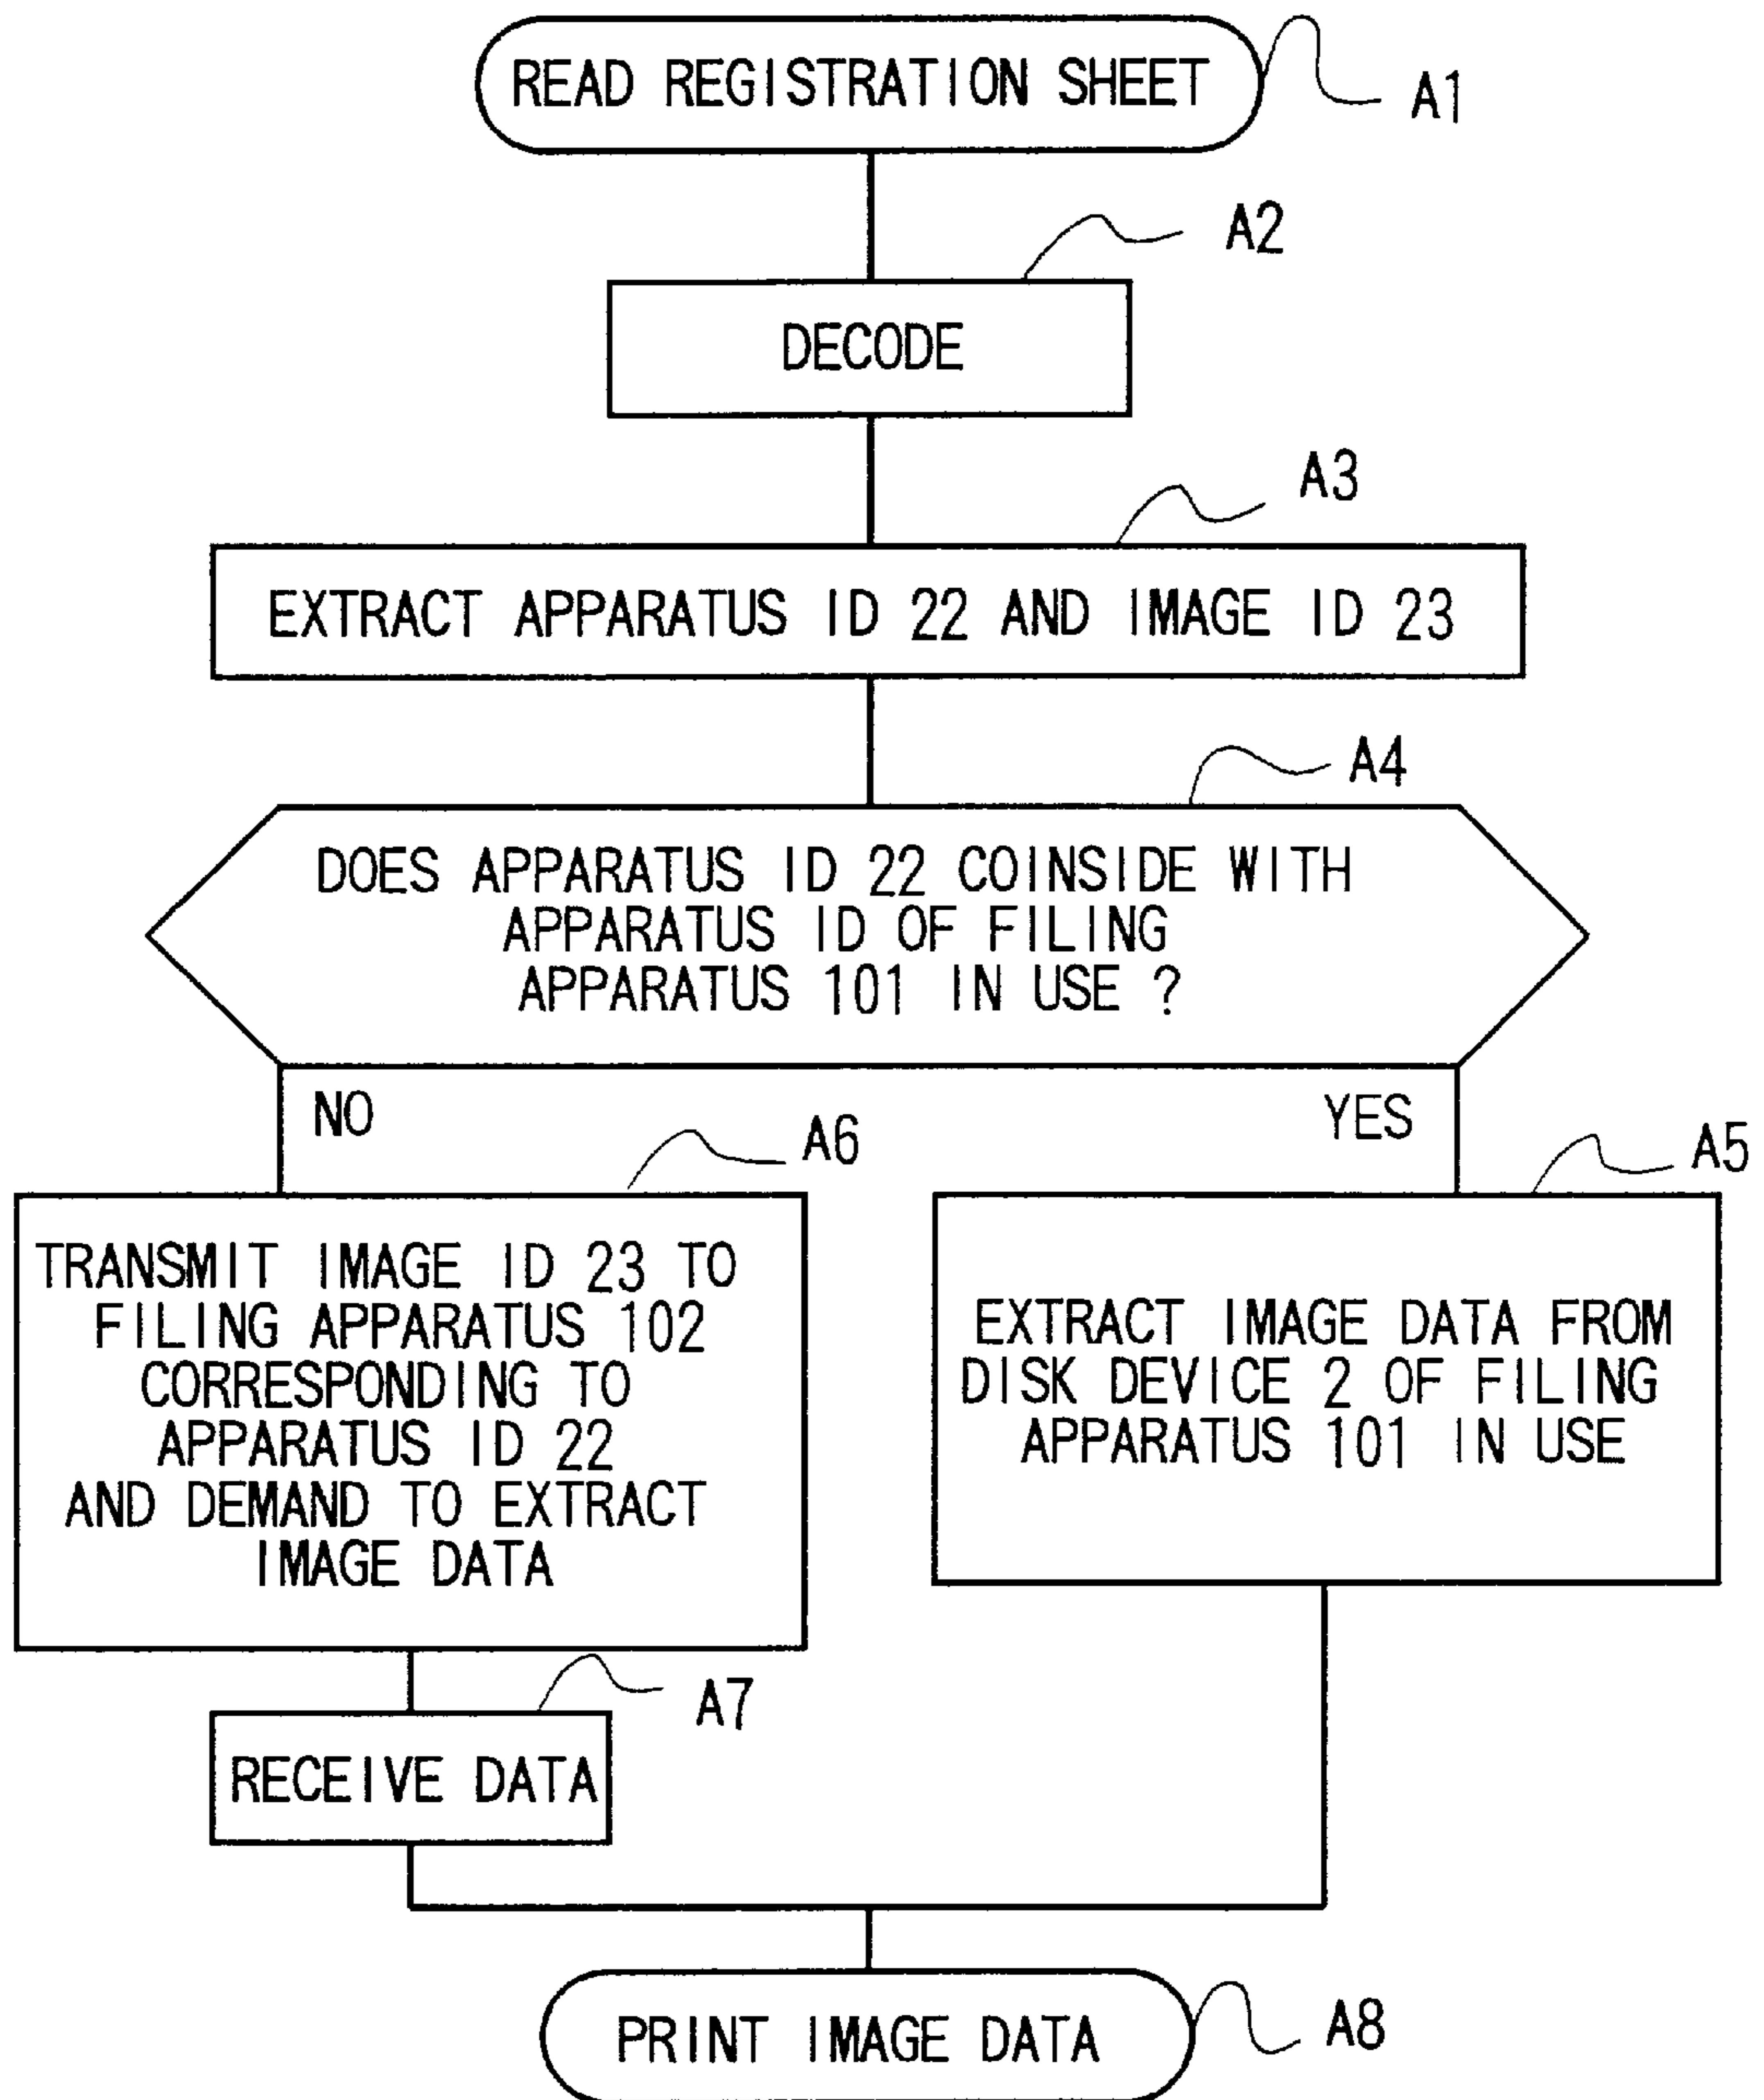 READ REGISTRATION SHEET
A1
A2
DECODE
A3
EXTRACT APPARATUS ID 22 AND IMAGE ID 23
A4
DOES APPARATUS ID 22 COINSIDE WITH
APPARATUS ID OF FILING
APPARATUS 101 IN USE ?
NO
YES
A6
A5
TRANSMIT IMAGE ID 23 TO
FILING APPARATUS 102
CORRESPONDING TO
APPARATUS ID 22
AND DEMAND TO EXTRACT
IMAGE DATA
EXTRACT IMAGE DATA FROM
DISK DEVICE 2 OF FILING
APPARATUS 101 IN USE
A7
RECEIVE DATA
PRINT IMAGE DATA
A8